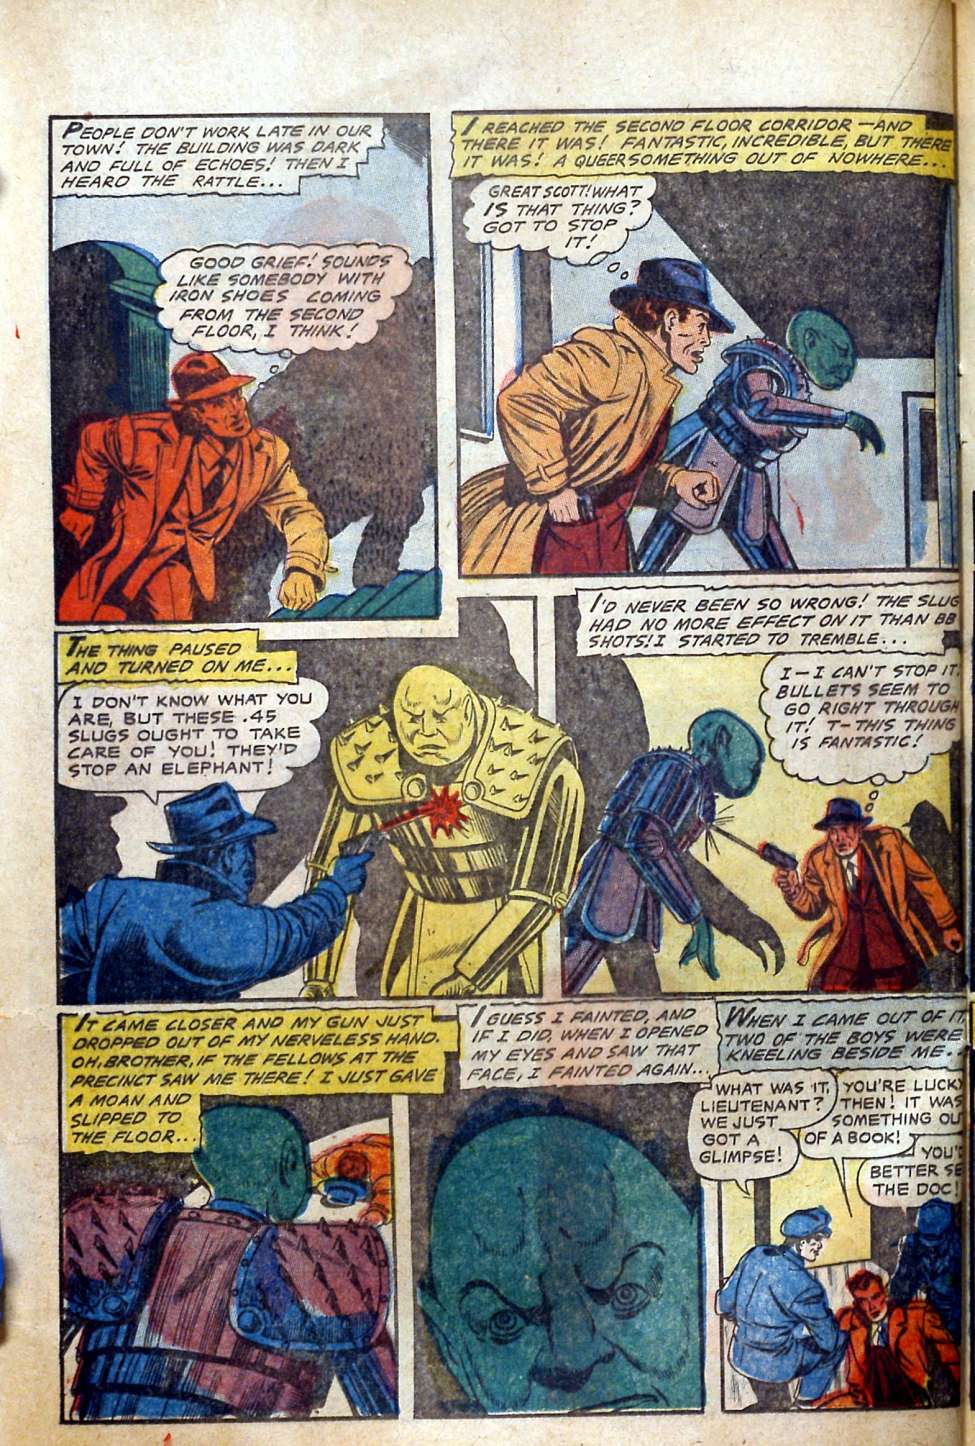 PEOPLE DON'T WORK LATE IN OUR
TOWN! THE BUILDING WAS DARK
AND FULL OF ECHOES! THEN I
HEARD THE RATTLE...
GOOD GRIEF! SOUNDS
LIKE SOMEBODY WITH
IRON SHOES COMING
FROM THE SECOND
FLOOR, I THINK!
I REACHED THE SECOND FLOOR CORRIDOR—AND
THERE IT WAS! FANTASTIC, INCREDIBLE, BUT THERE
IT WAS! A QUEERSOMETHING OUT OF NOWHERE...
GREAT SCOTT! WHAT
IS THAT THING?
GOT TO STOP
IT!
THE THING PAUSED
AND TURNED ON ME...
I DON'T KNOW WHAT YOU
ARE, BUT THESE .45
SLUGS OUGHT TO TAKE
CARE OF YOU! THEY'D
STOP AN ELEPHANT!
I'D NEVER BEEN SO WRONG! THE SLUG
HAD NO MORE EFFECT ON IT THAN BB
SHOTS! I STARTED TO TREMBLE...
I—I CAN'T STOP IT.
BULLETS SEEM TO
GO RIGHT THROUGH
IT! T-THIS THING
IS FANTASTIC!
IT CAME CLOSER AND MY GUN JUST
DROPPED OUT OF MY NERVELESS HAND.
OH, BROTHER, IF THE FELLOWS AT THE
PRECINCT SAW ME THERE! I JUST GAVE
A MOAN AND
SLIPPED TO
THE FLOOR...
I GUESS I FAINTED, AND
IF I DID, WHEN I OPENED
MY EYES AND SAW THAT
FACE, I FAINTED AGAIN...
WHEN I CAME OUT OF IT,
TWO OF THE BOYS WERE
KNEELING BESIDE ME..
WHAT WAS IT,
LIEUTENANT?
WE JUST
GOT A
GLIMPSE!
YOU'RE LUCKY
THEN! IT WAS
SOMETHING OU
OF A BOOK!
YOU'D
BETTER SE
THE DOC!